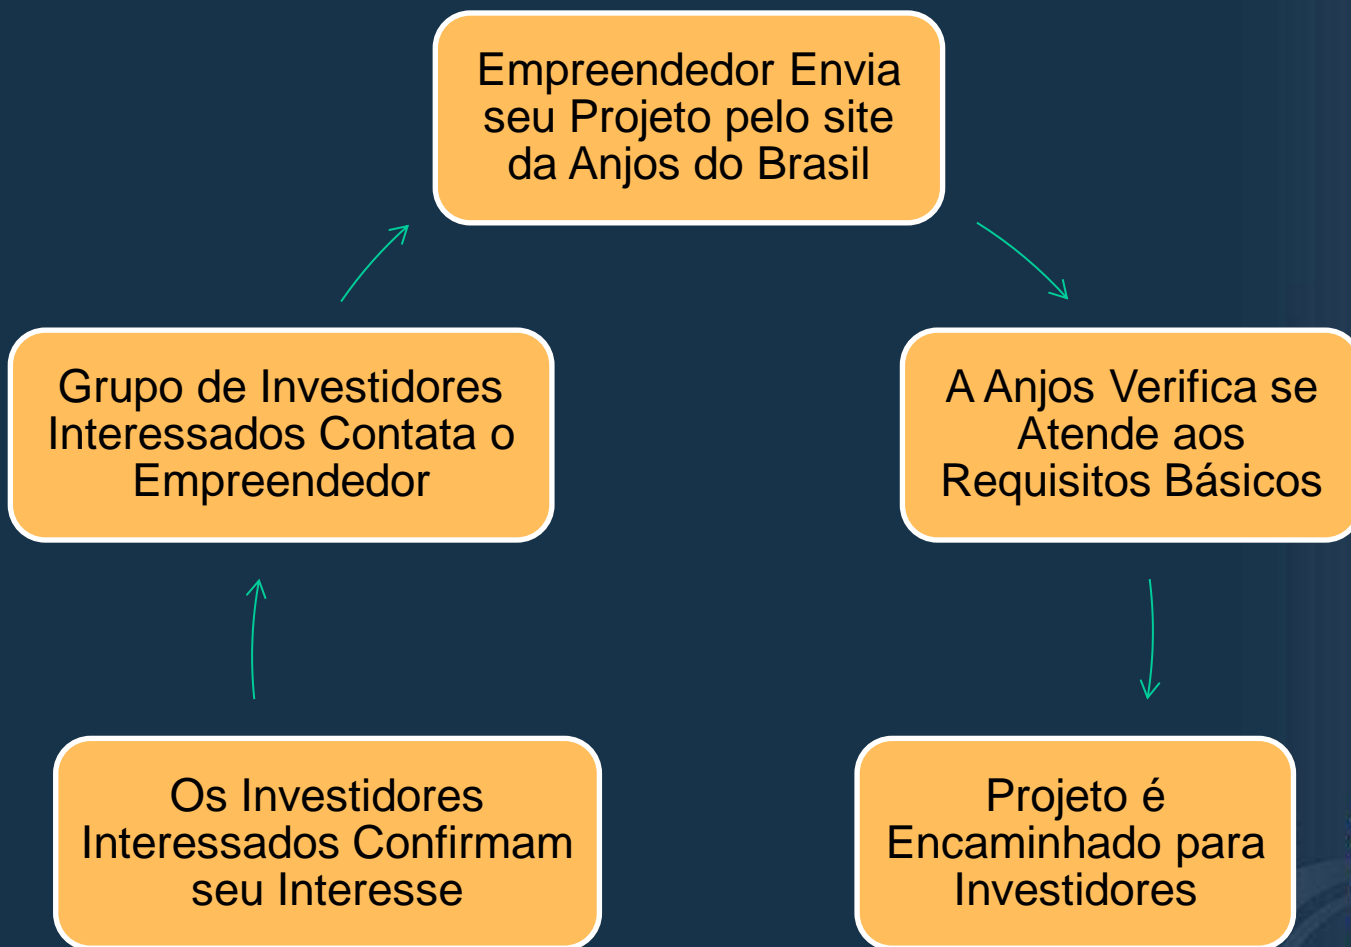 Empreendedor Envia
seu Projeto pelo site
da Anjos do Brasil
A Anjos Verifica se
Atende aos
Requisitos Básicos
Projeto é
Encaminhado para
Investidores
Os Investidores
Interessados Confirmam
seu Interesse
Grupo de Investidores
Interessados Contata o
Empreendedor